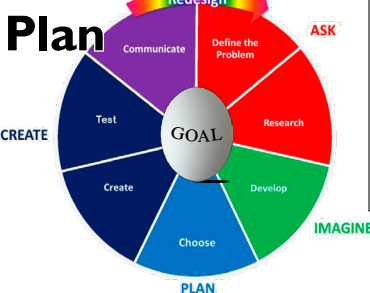 Redesign
Plan
Communicate
Define the
Problem
ASK
Research
Develop
IMAGINE
Choose
PLAN
Create
Test
CREATE
GOAL